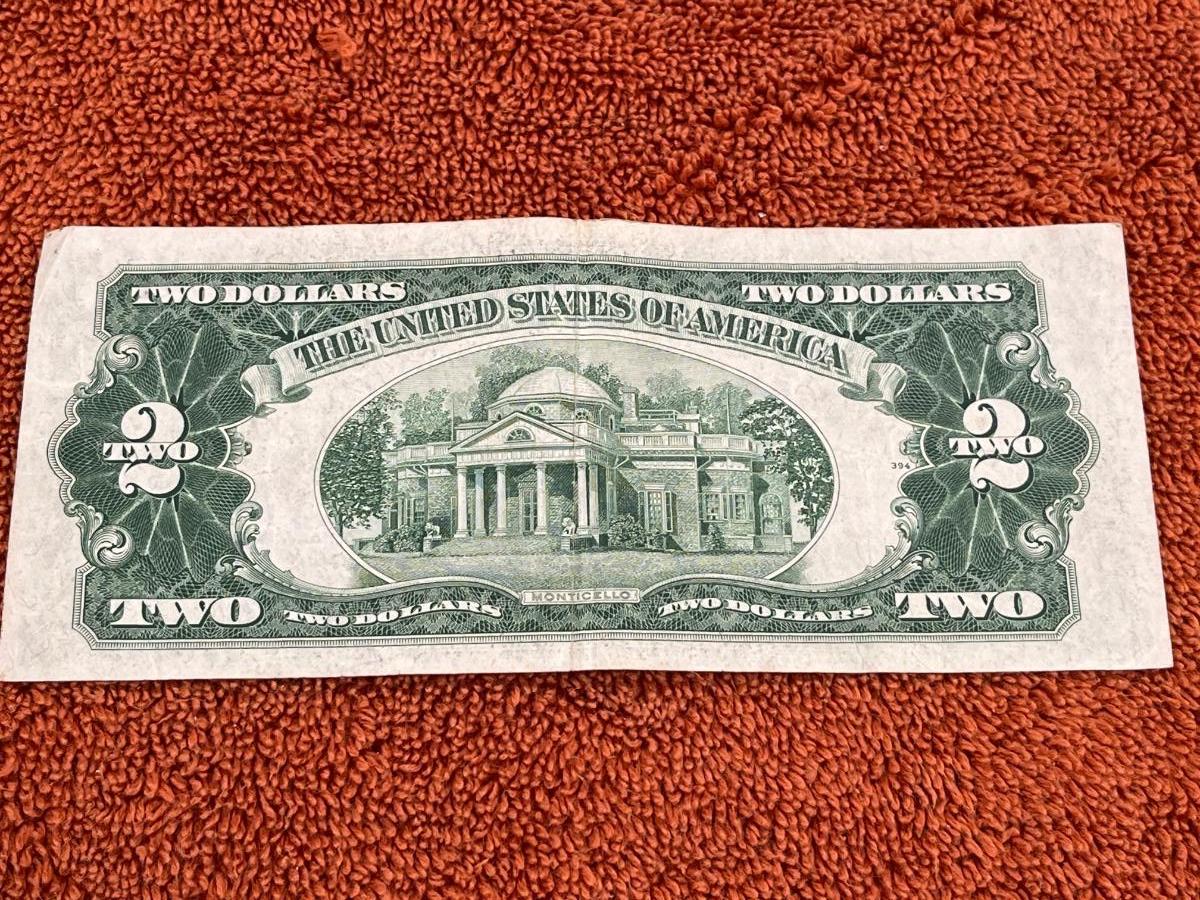 TWO DOLLARS
TWO DOLLARS
THE UNITED STATES OF AMERICA
2
TWO
2
TWO
394
TWO
TWO DOLLARS
MONTICELLO
TWO DOLLARS
TWO